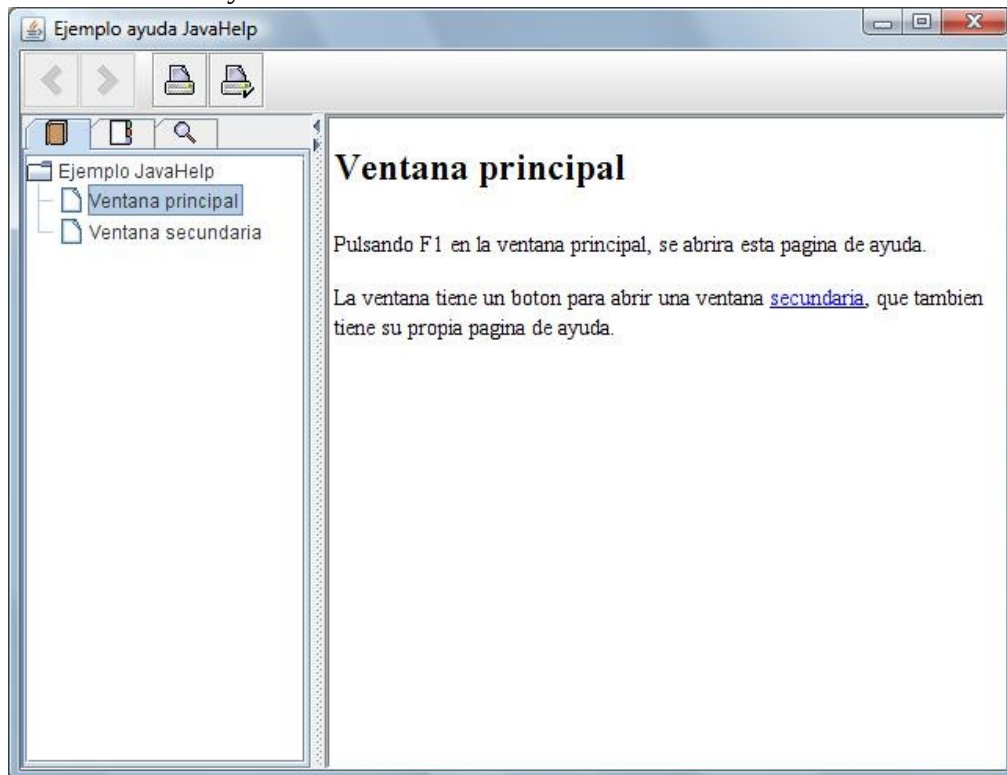 Ejemplo ayuda JavaHelp
Ejemplo JavaHelp
Ventana principal
Ventana secundaria
Ventana principal
Pulsando F1 en la ventana principal, se abrira esta pagina de ayuda.
La ventana tiene un boton para abrir una ventana secundaria, que tambien
tiene su propia pagina de ayuda.